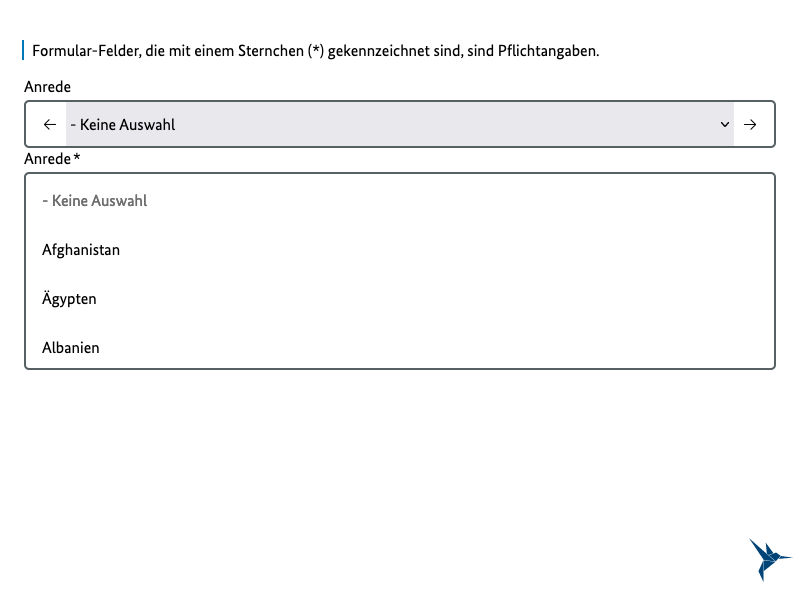 Formular-Felder, die mit einem Sternchen (*) gekennzeichnet sind, sind Pflichtangaben.
Anrede
- Keine Auswahl
Anrede *
- Keine Auswahl
Afghanistan
Ägypten
Albanien